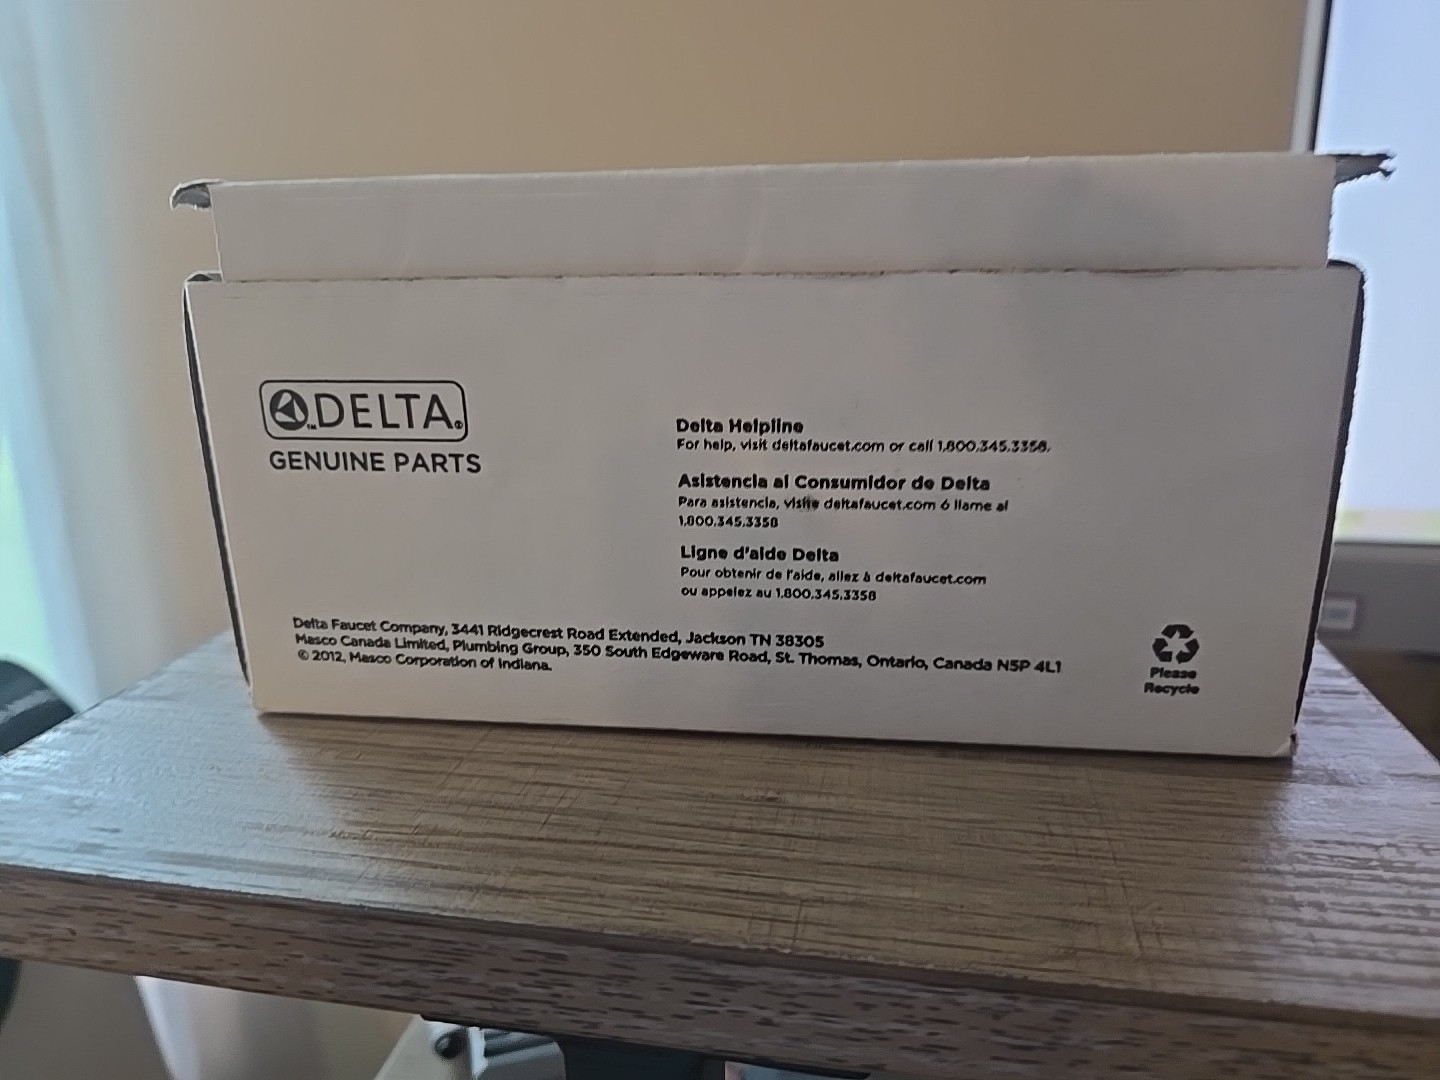 DELTA
GENUINE PARTS
Delta Helpline
For help, visit deltafaucet.com or call 1.800.345.3358.
Asistencia al Consumidor de Delta
Para asistencia, visite deltafaucet.com ó llame al
1.800.345.3358
Ligne d'aide Delta
Pour obtenir de l'aide, allez à deltafaucet.com
ou appelez au 1.800.345.3358
Delta Faucet Company, 3441 Ridgecrest Road Extended, Jackson TN 38305
Masco Canada Limited, Plumbing Group, 350 South Edgeware Road, St. Thomas, Ontario, Canada N5P 4L1
© 2012, Masco Corporation of Indiana.
Please
Recycle